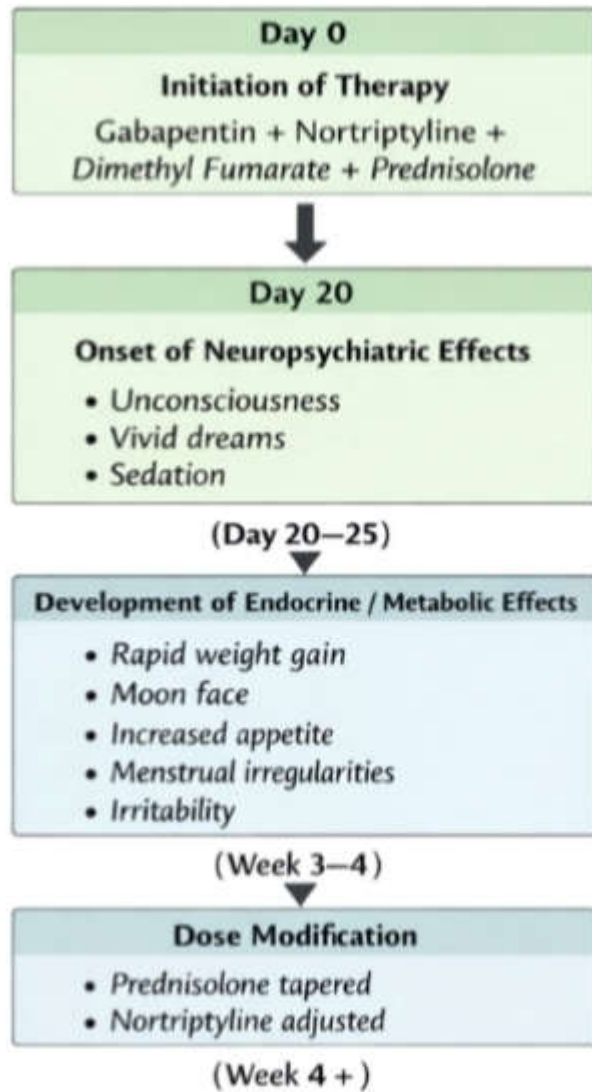 Day 0
Initiation of Therapy
Gabapentin + Nortriptyline +
Dimethyl Fumarate + Prednisolone
Day 20
Onset of Neuropsychiatric Effects
• Unconsciousness
• Vivid dreams
• Sedation
(Day 20–25)
Development of Endocrine / Metabolic Effects
• Rapid weight gain
• Moon face
• Increased appetite
• Menstrual irregularities
• Irritability
(Week 3–4)
Dose Modification
• Prednisolone tapered
• Nortriptyline adjusted
(Week 4 +)